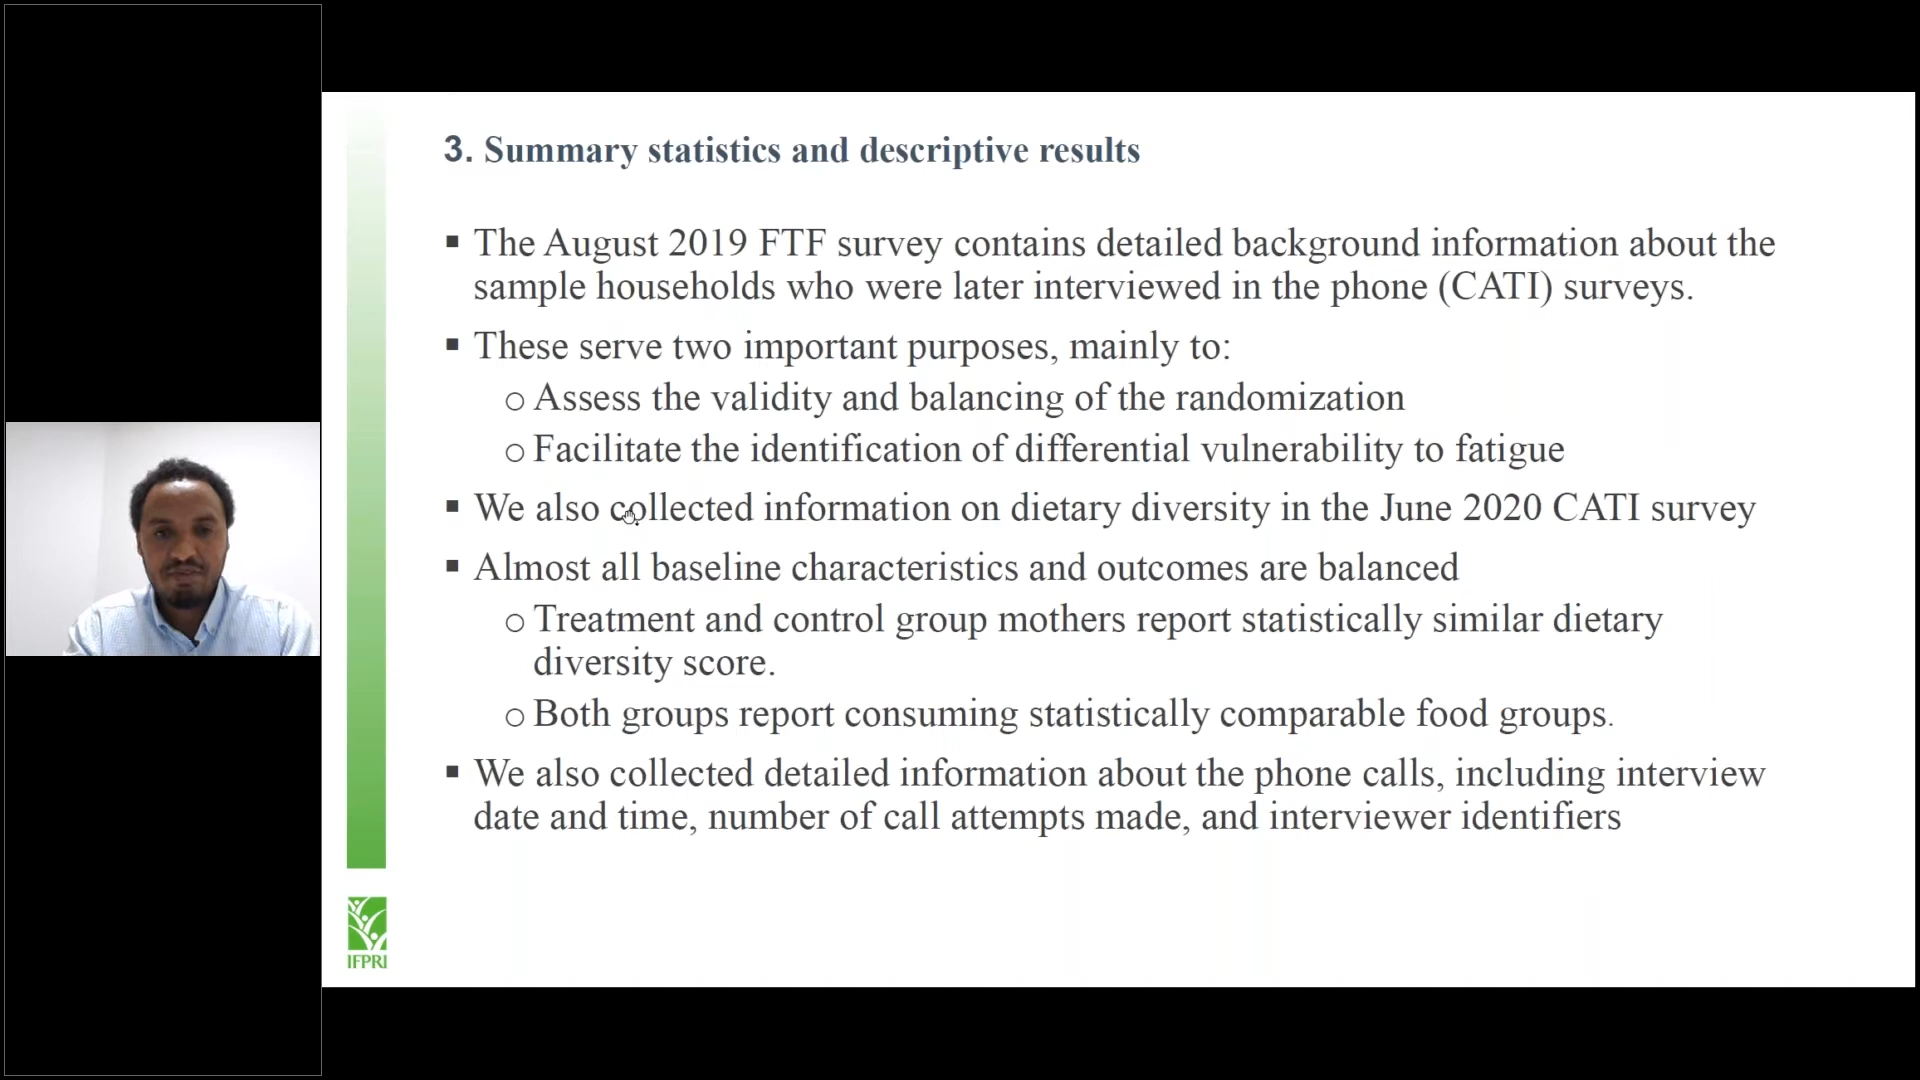 3. Summary statistics and descriptive results
▪ The August 2019 FTF survey contains detailed background information about the
sample households who were later interviewed in the phone (CATI) surveys.
▪ These serve two important purposes, mainly to:
o Assess the validity and balancing of the randomization
o Facilitate the identification of differential vulnerability to fatigue
▪ We also collected information on dietary diversity in the June 2020 CATI survey
▪ Almost all baseline characteristics and outcomes are balanced
o Treatment and control group mothers report statistically similar dietary
diversity score.
o Both groups report consuming statistically comparable food groups.
▪ We also collected detailed information about the phone calls, including interview
date and time, number of call attempts made, and interviewer identifiers
IFPRI